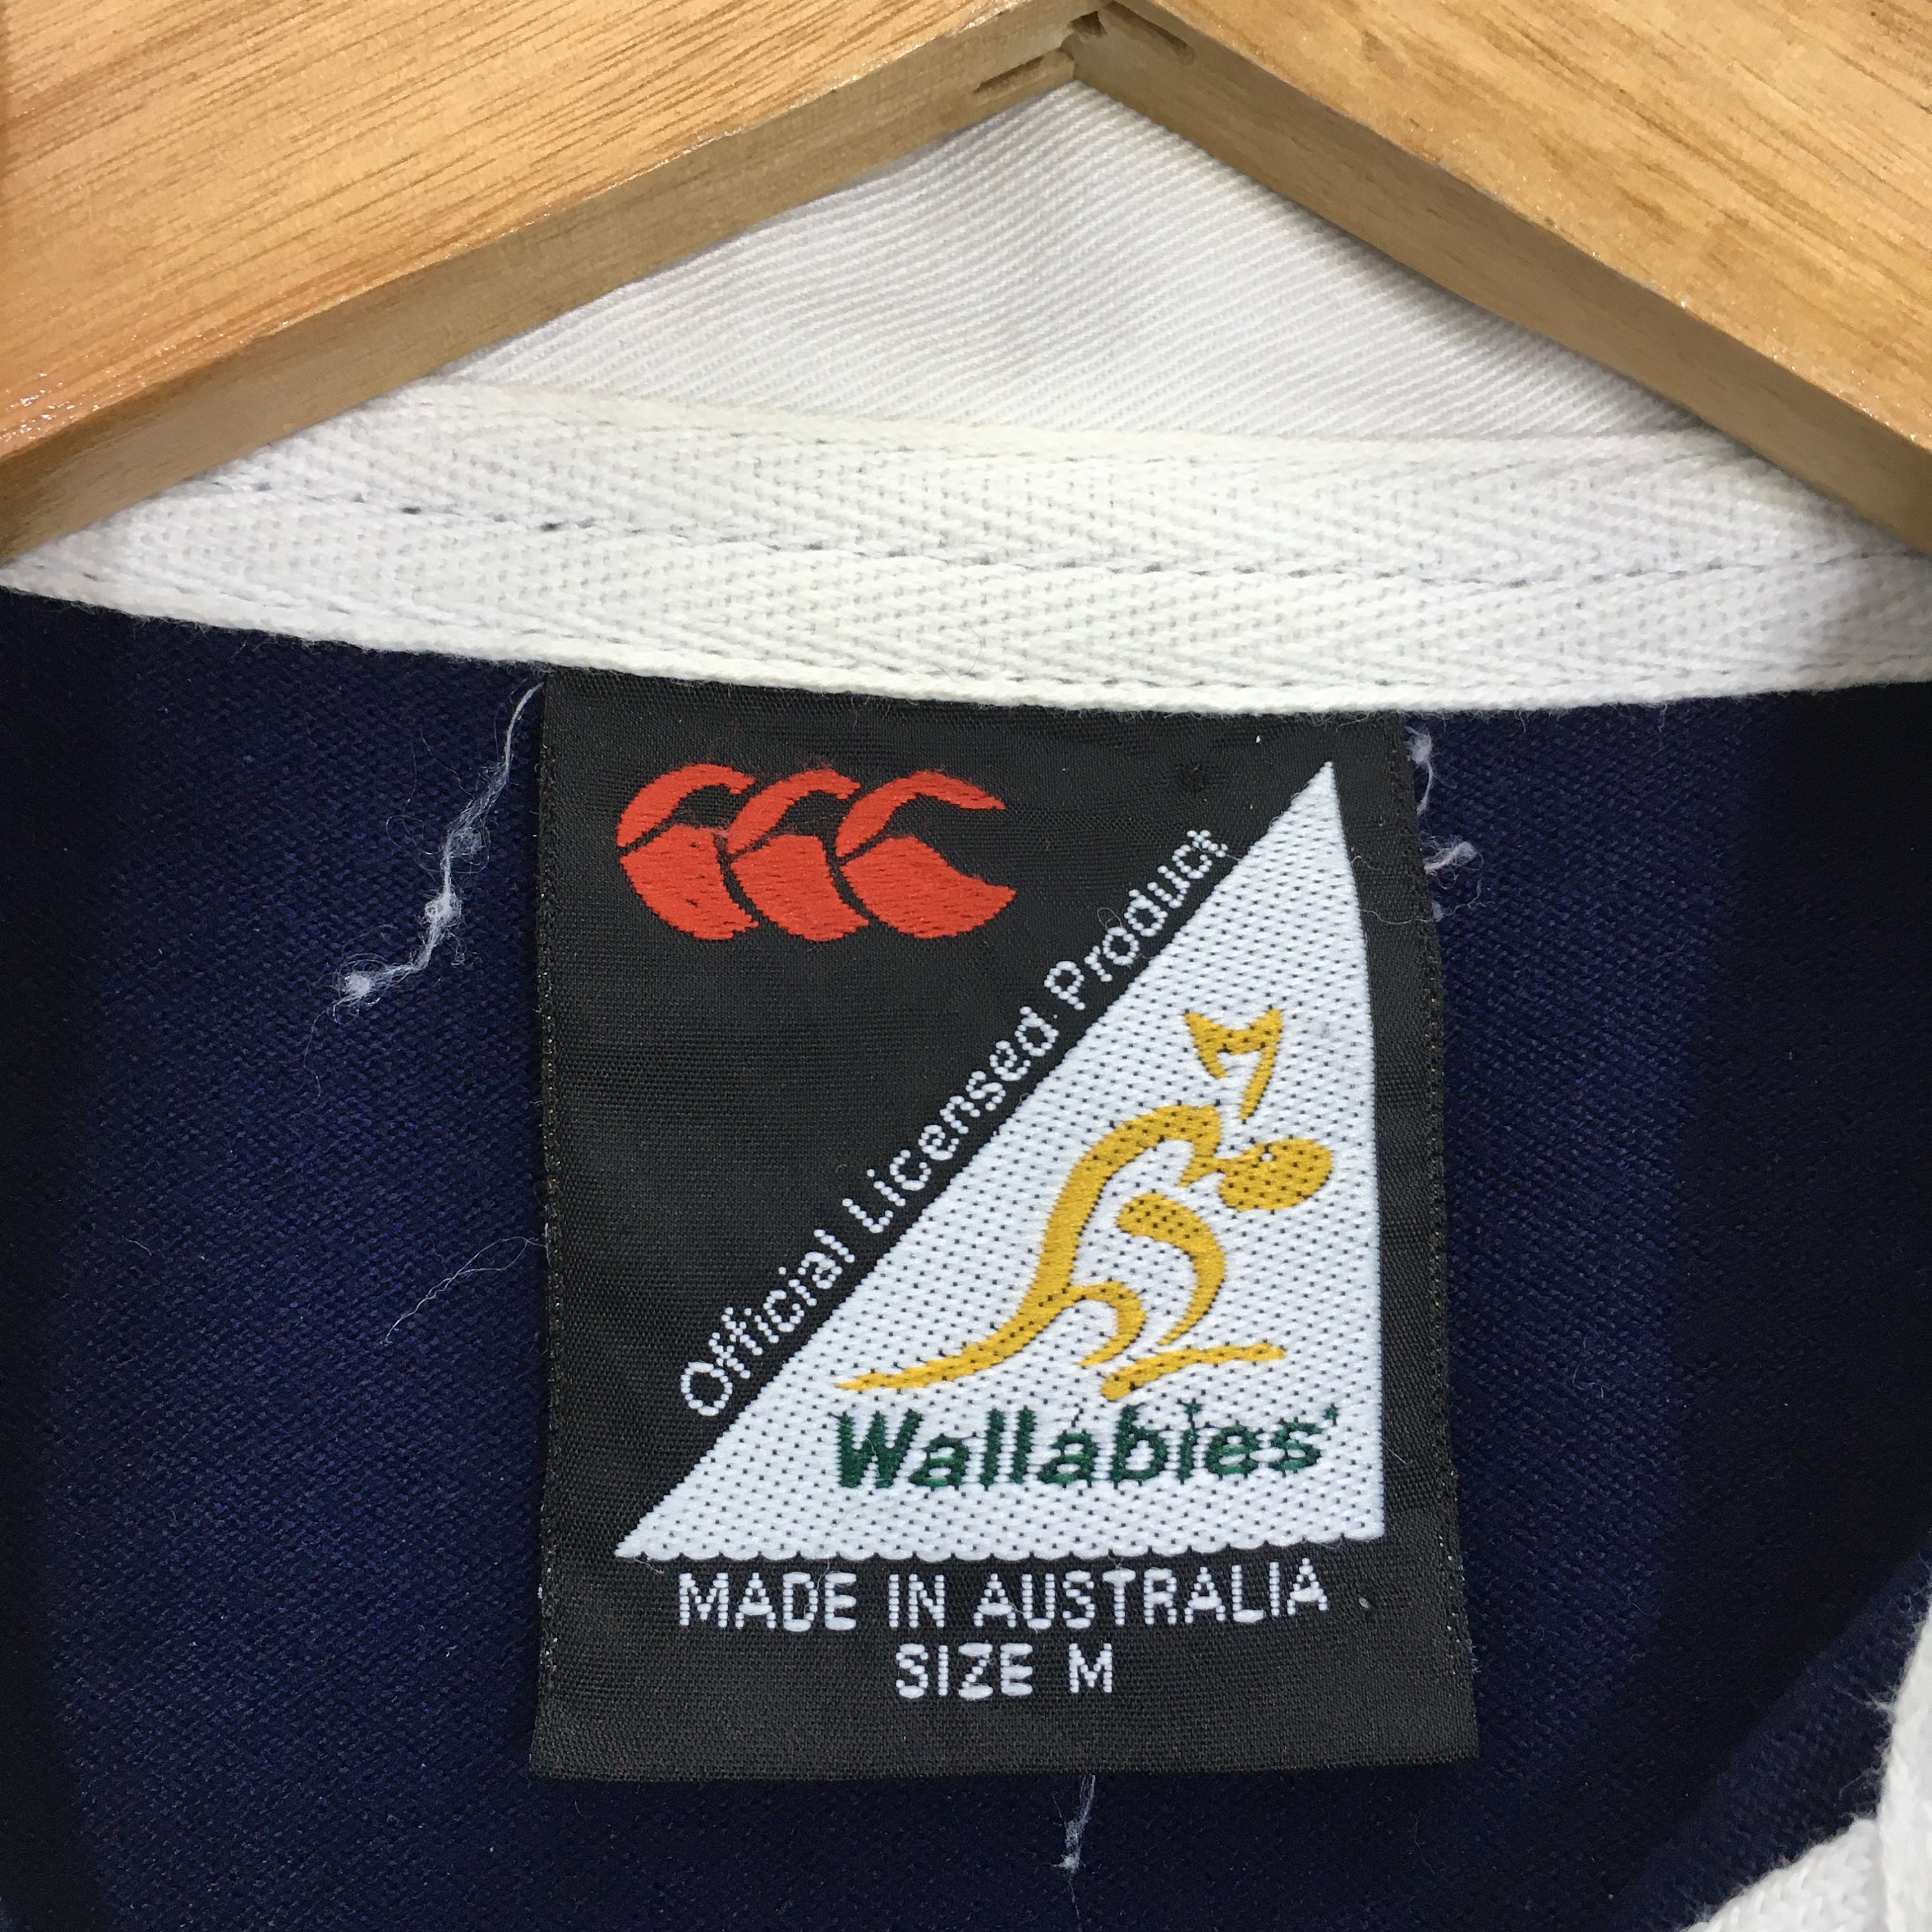 Official Licensed Product
Wallabies
MADE IN AUSTRALIA
SIZE M